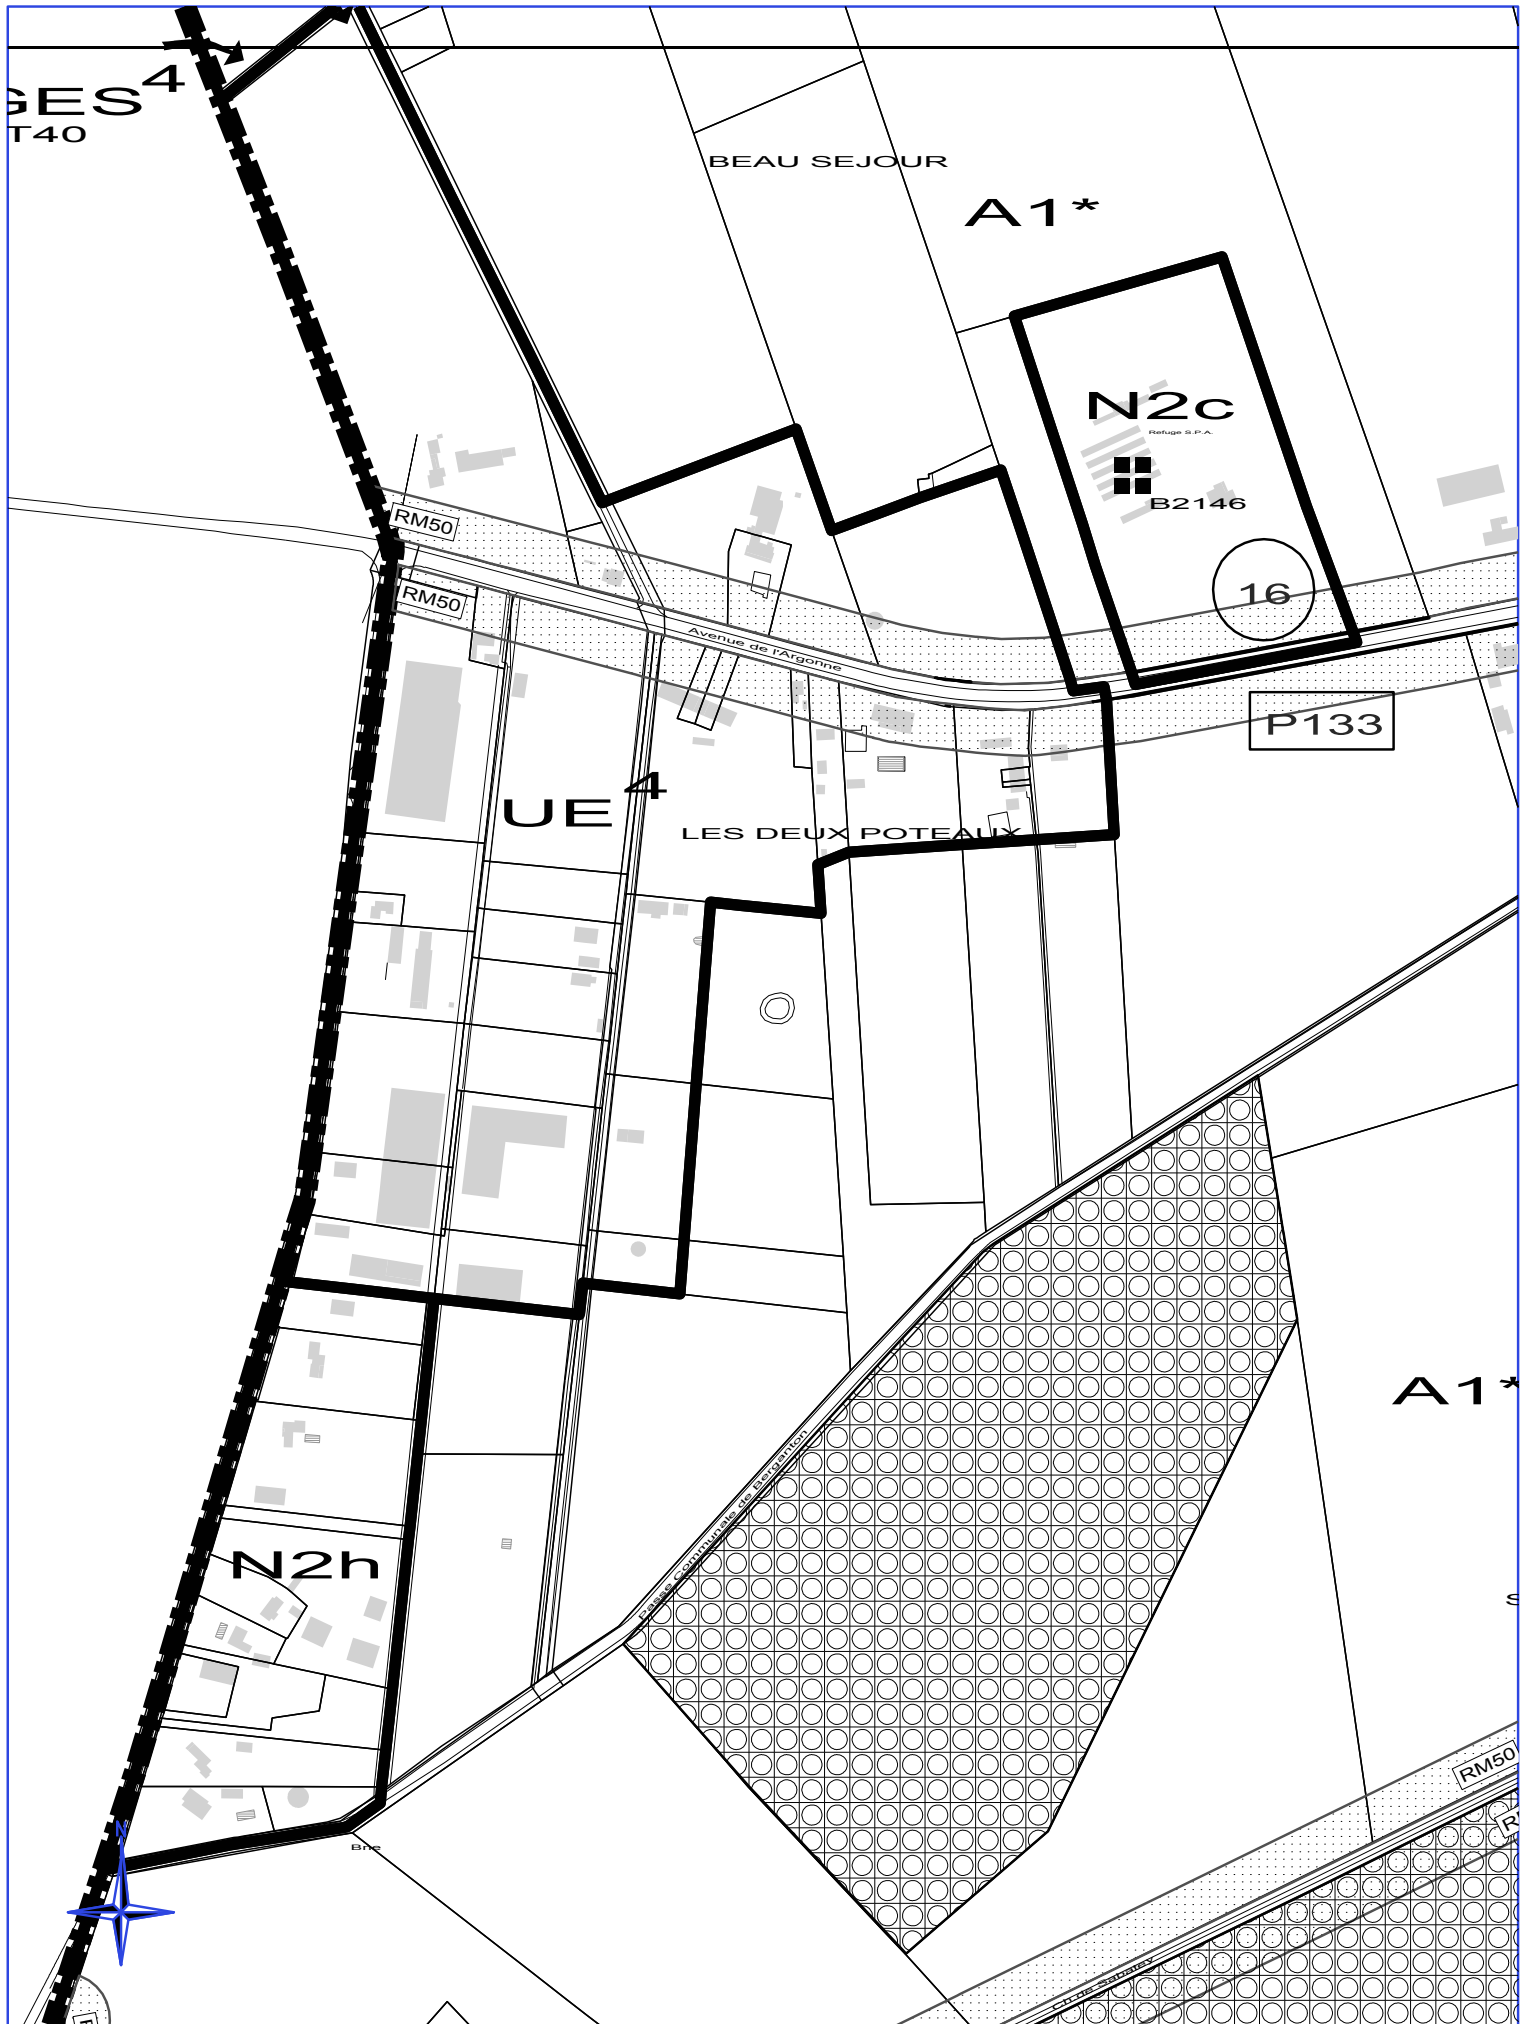 GES⁴
T40
BEAU SEJOUR
A1*
N2c
Refuge S.P.A.
B2146
RM50
16
RM50
Avenue de l'Argonne
P133
UE⁴
LES DEUX POTEAUX
A1*
Passe Communale de Berganton
N2h
S
RM50
R
N
Bne
Ch de Sabatey